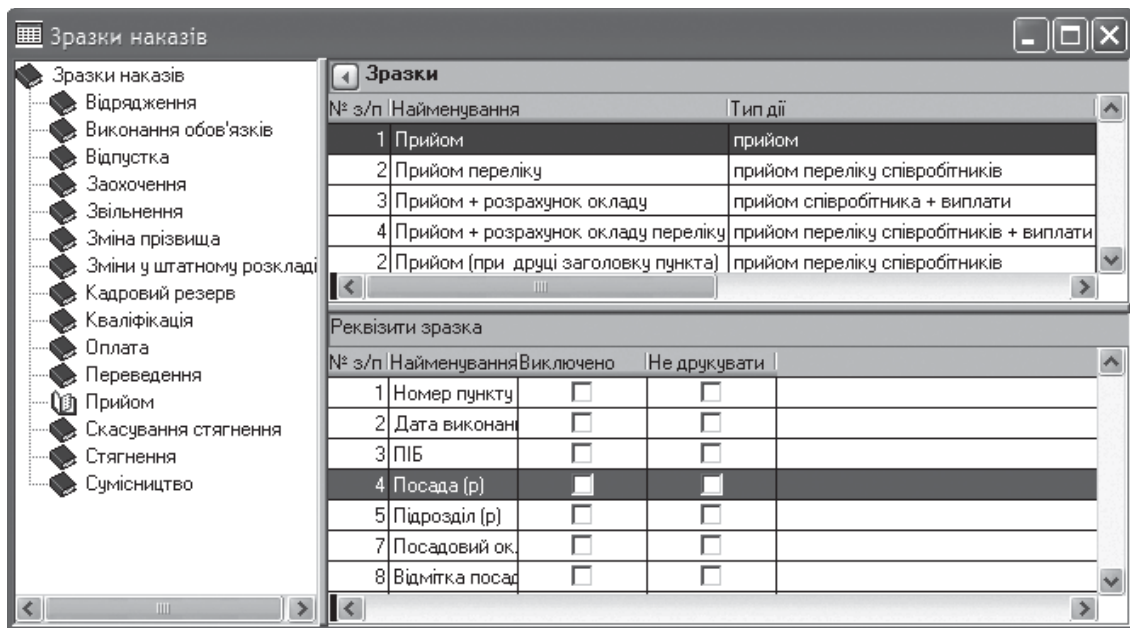 Зразки наказів
Зразки наказів
Відрядження
Виконання обов'язків
Відпустка
Заохочення
Звільнення
Зміна прізвища
Зміни у штатному розкладі
Кадровий резерв
Кваліфікація
Оплата
Переведення
Прийом
Скасування стягнення
Стягнення
Сумісництво
Зразки
№ з/п Найменування Тип дії
1 Прийом прийом
2 Прийом переліку прийом переліку співробітників
3 Прийом + розрахунок окладу прийом співробітника + виплати
4 Прийом + розрахунок окладу переліку прийом переліку співробітників + виплати
2 Прийом (при друці заголовку пункта) прийом переліку співробітників
Реквізити зразка
№ з/п Найменування Виключено Не друкувати
1 Номер пункту
2 Дата виконанн
3 ПІБ
4 Посада (р)
5 Підрозділ (р)
7 Посадовий ок.
8 Відмітка посад